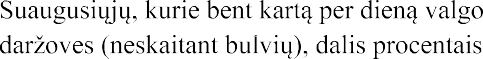 Suaugusiųjų, kurie bent kartą per dieną valgo
daržoves (neskaitant bulvių), dalis procentais